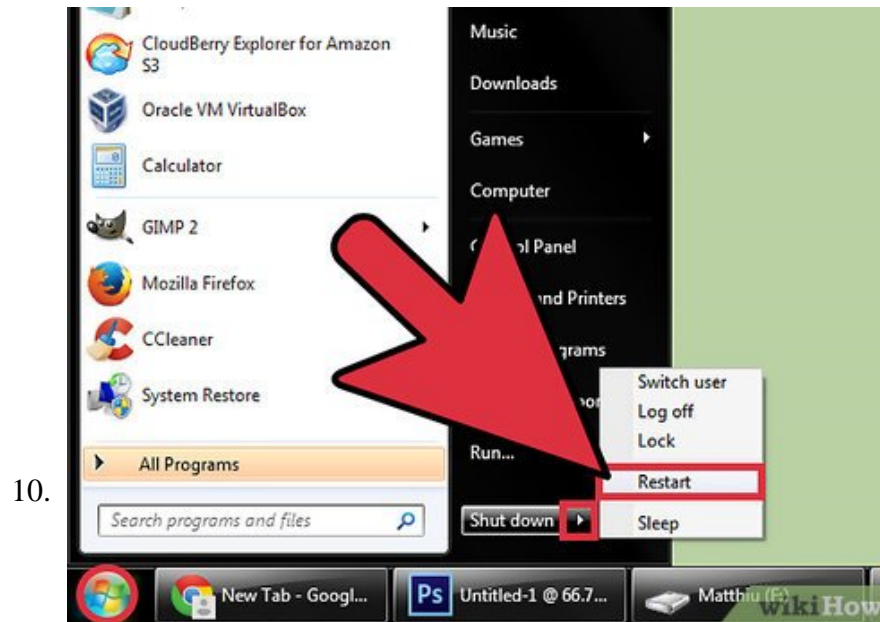 CloudBerry Explorer for Amazon
S3
Oracle VM VirtualBox
Calculator
GIMP 2
Mozilla Firefox
CCleaner
System Restore
All Programs
Search programs and files
Music
Downloads
Games
Computer
Panel
and Printers
Run...
Shut down
Switch user
Log off
Lock
Restart
Sleep
10.
New Tab - Googl...
Ps
Untitled-1 @ 66.7...
Matthiu
wikiHow